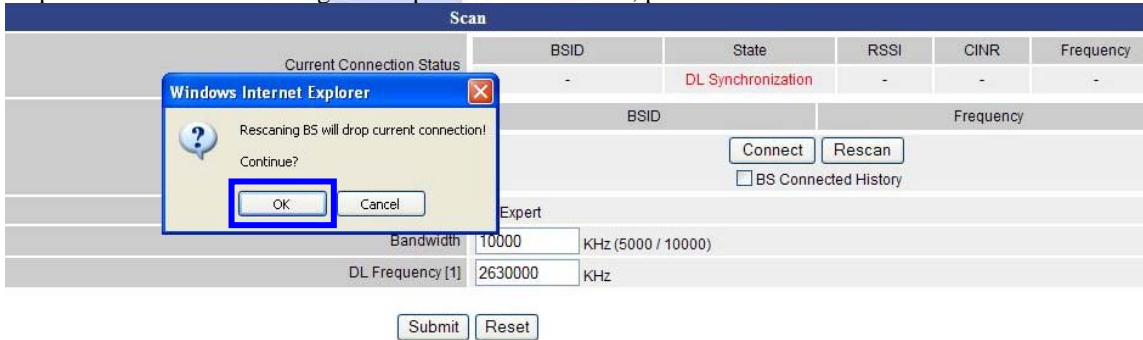 Scan
BSID State RSSI CINR Frequency
Current Connection Status
- DL Synchronization - - -
Windows Internet Explorer
Rescaning BS will drop current connection!
Continue?
OK Cancel
BSID Frequency
Connect Rescan
BS Connected History
Expert
Bandwidth 10000 KHz (5000 / 10000)
DL Frequency [1] 2630000 KHz
Submit Reset